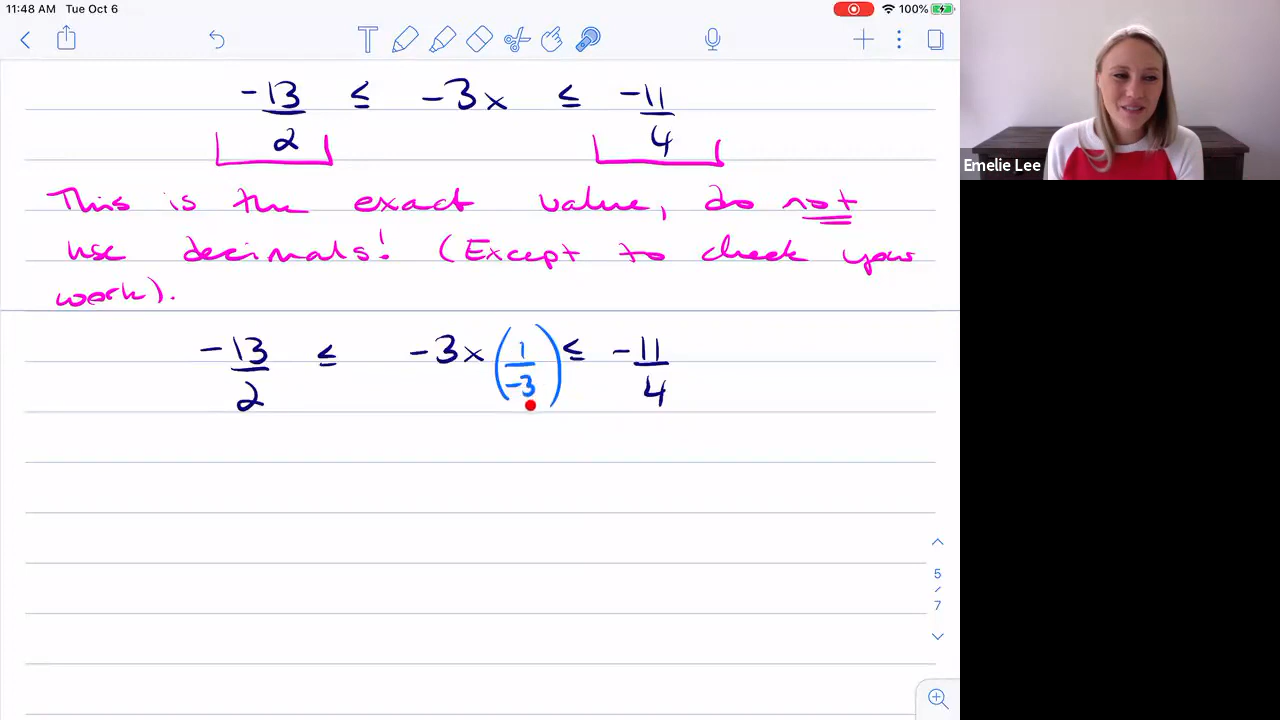 11:48 AM Tue Oct 6
100%
T
-13/2 ≤ -3x ≤ -11/4
This is the exact value, do not
use decimals! (Except to check your
work).
-13/2 ≤ -3x (1/-3) ≤ -11/4
5
/
7
Emelie Lee